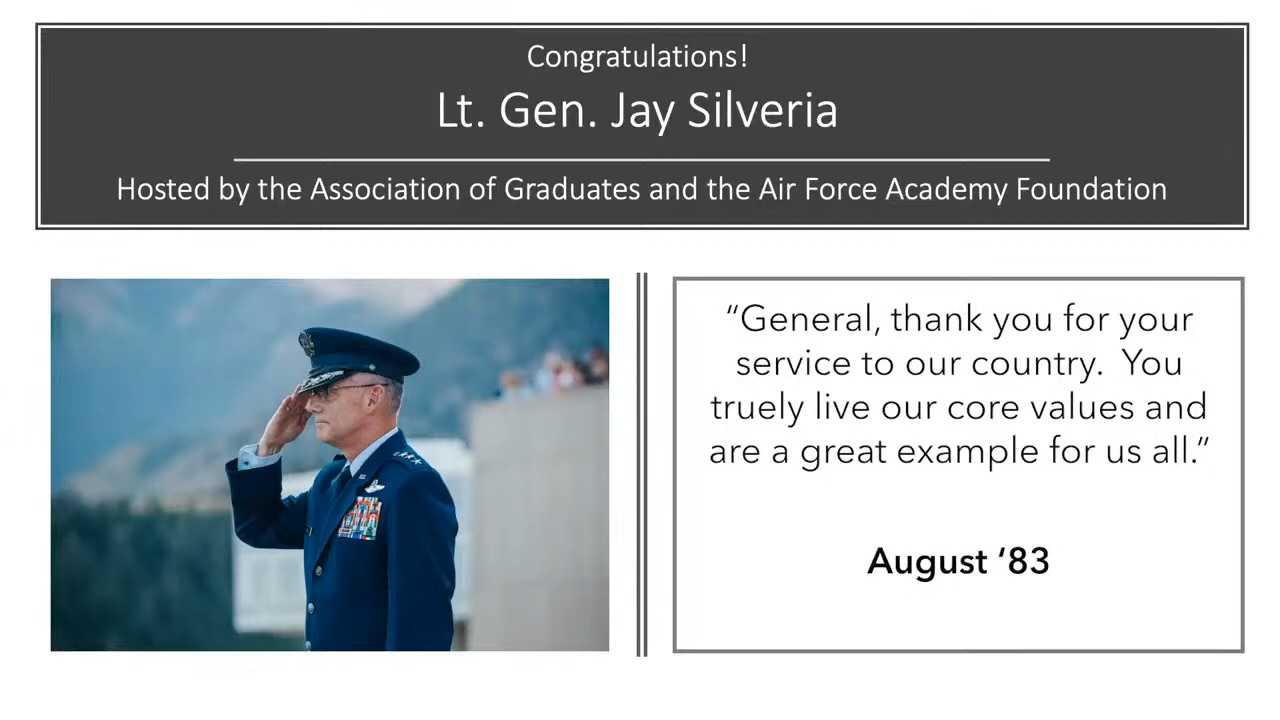 Congratulations!
Lt. Gen. Jay Silveria
Hosted by the Association of Graduates and the Air Force Academy Foundation
“General, thank you for your
service to our country.  You
truely live our core values and
are a great example for us all.”
August ‘83